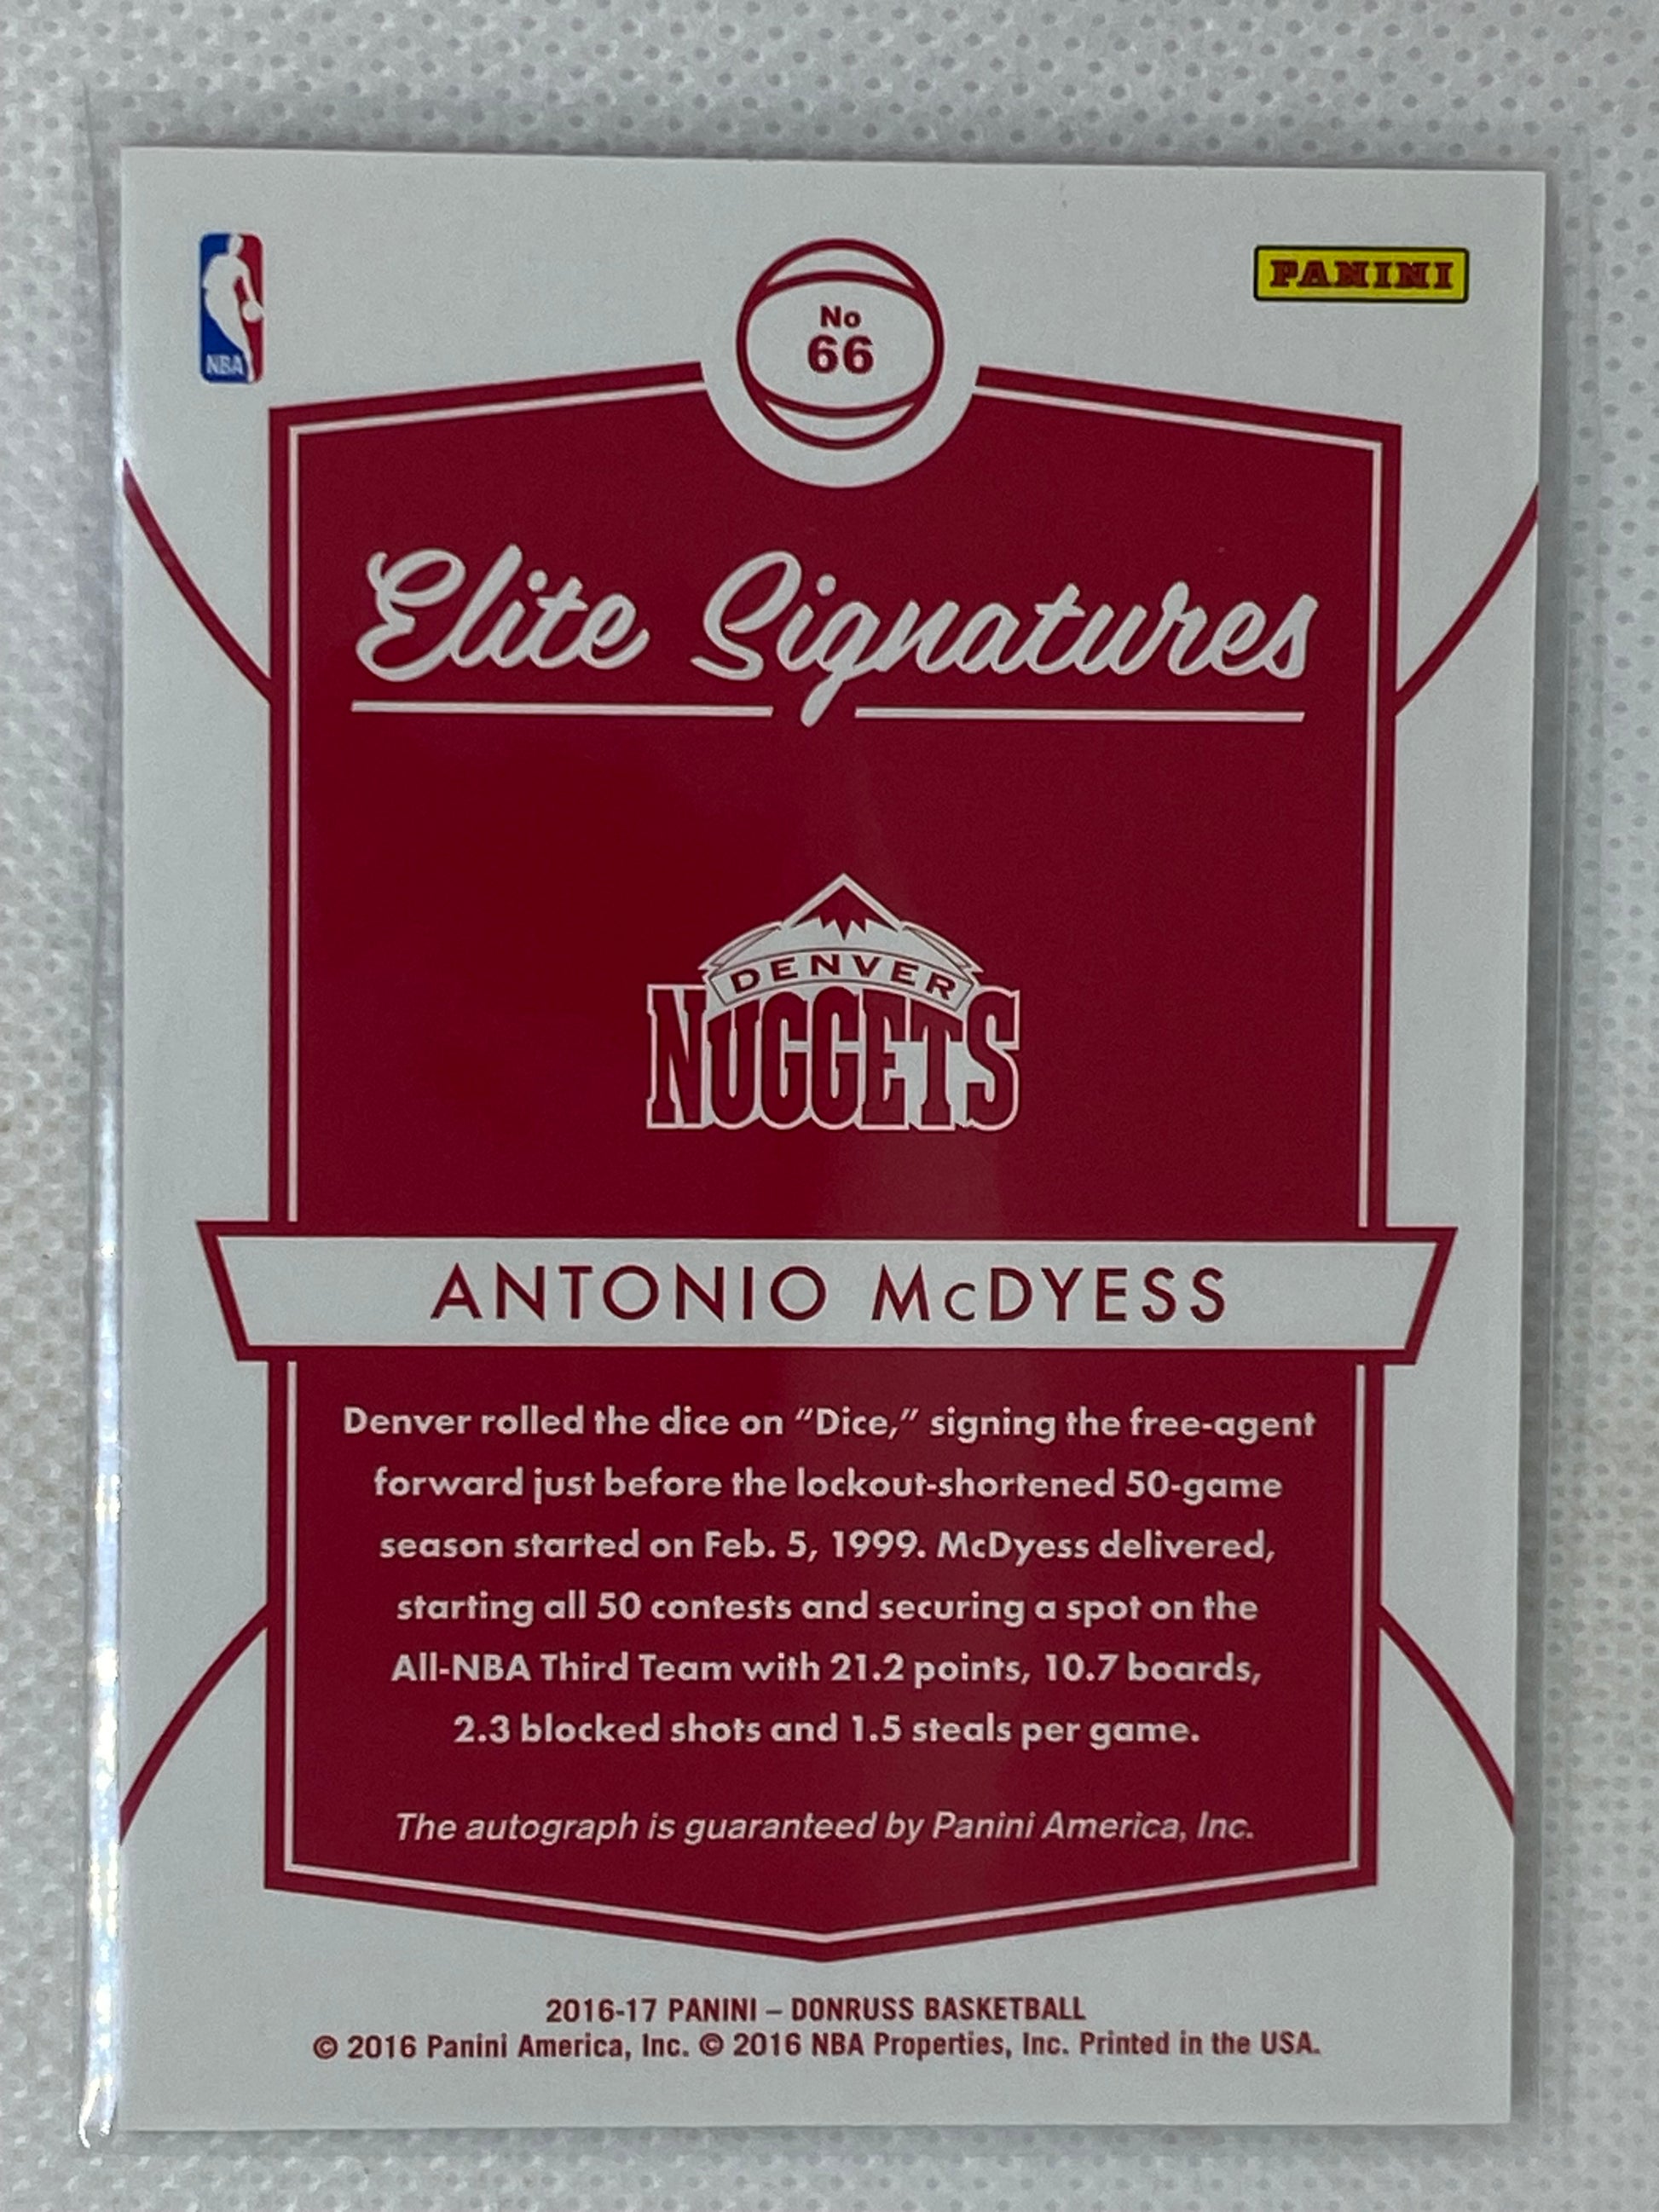 NBA
PANINI
No
66
Elite Signatures
DENVER
NUGGETS
ANTONIO McDYESS
Denver rolled the dice on “Dice,” signing the free-agent
forward just before the lockout-shortened 50-game
season started on Feb. 5, 1999. McDyess delivered,
starting all 50 contests and securing a spot on the
All-NBA Third Team with 21.2 points, 10.7 boards,
2.3 blocked shots and 1.5 steals per game.
The autograph is guaranteed by Panini America, Inc.
2016-17 PANINI – DONRUSS BASKETBALL
© 2016 Panini America, Inc. © 2016 NBA Properties, Inc. Printed in the USA.